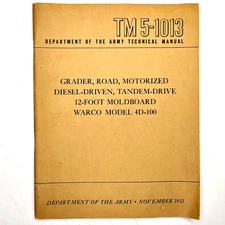 TM 5-1013
DEPARTMENT OF THE ARMY TECHNICAL MANUAL
GRADER, ROAD, MOTORIZED
DIESEL-DRIVEN, TANDEM-DRIVE
12-FOOT MOLDBOARD
WARCO MODEL 4D-100
DEPARTMENT OF THE ARMY • NOVEMBER 1952